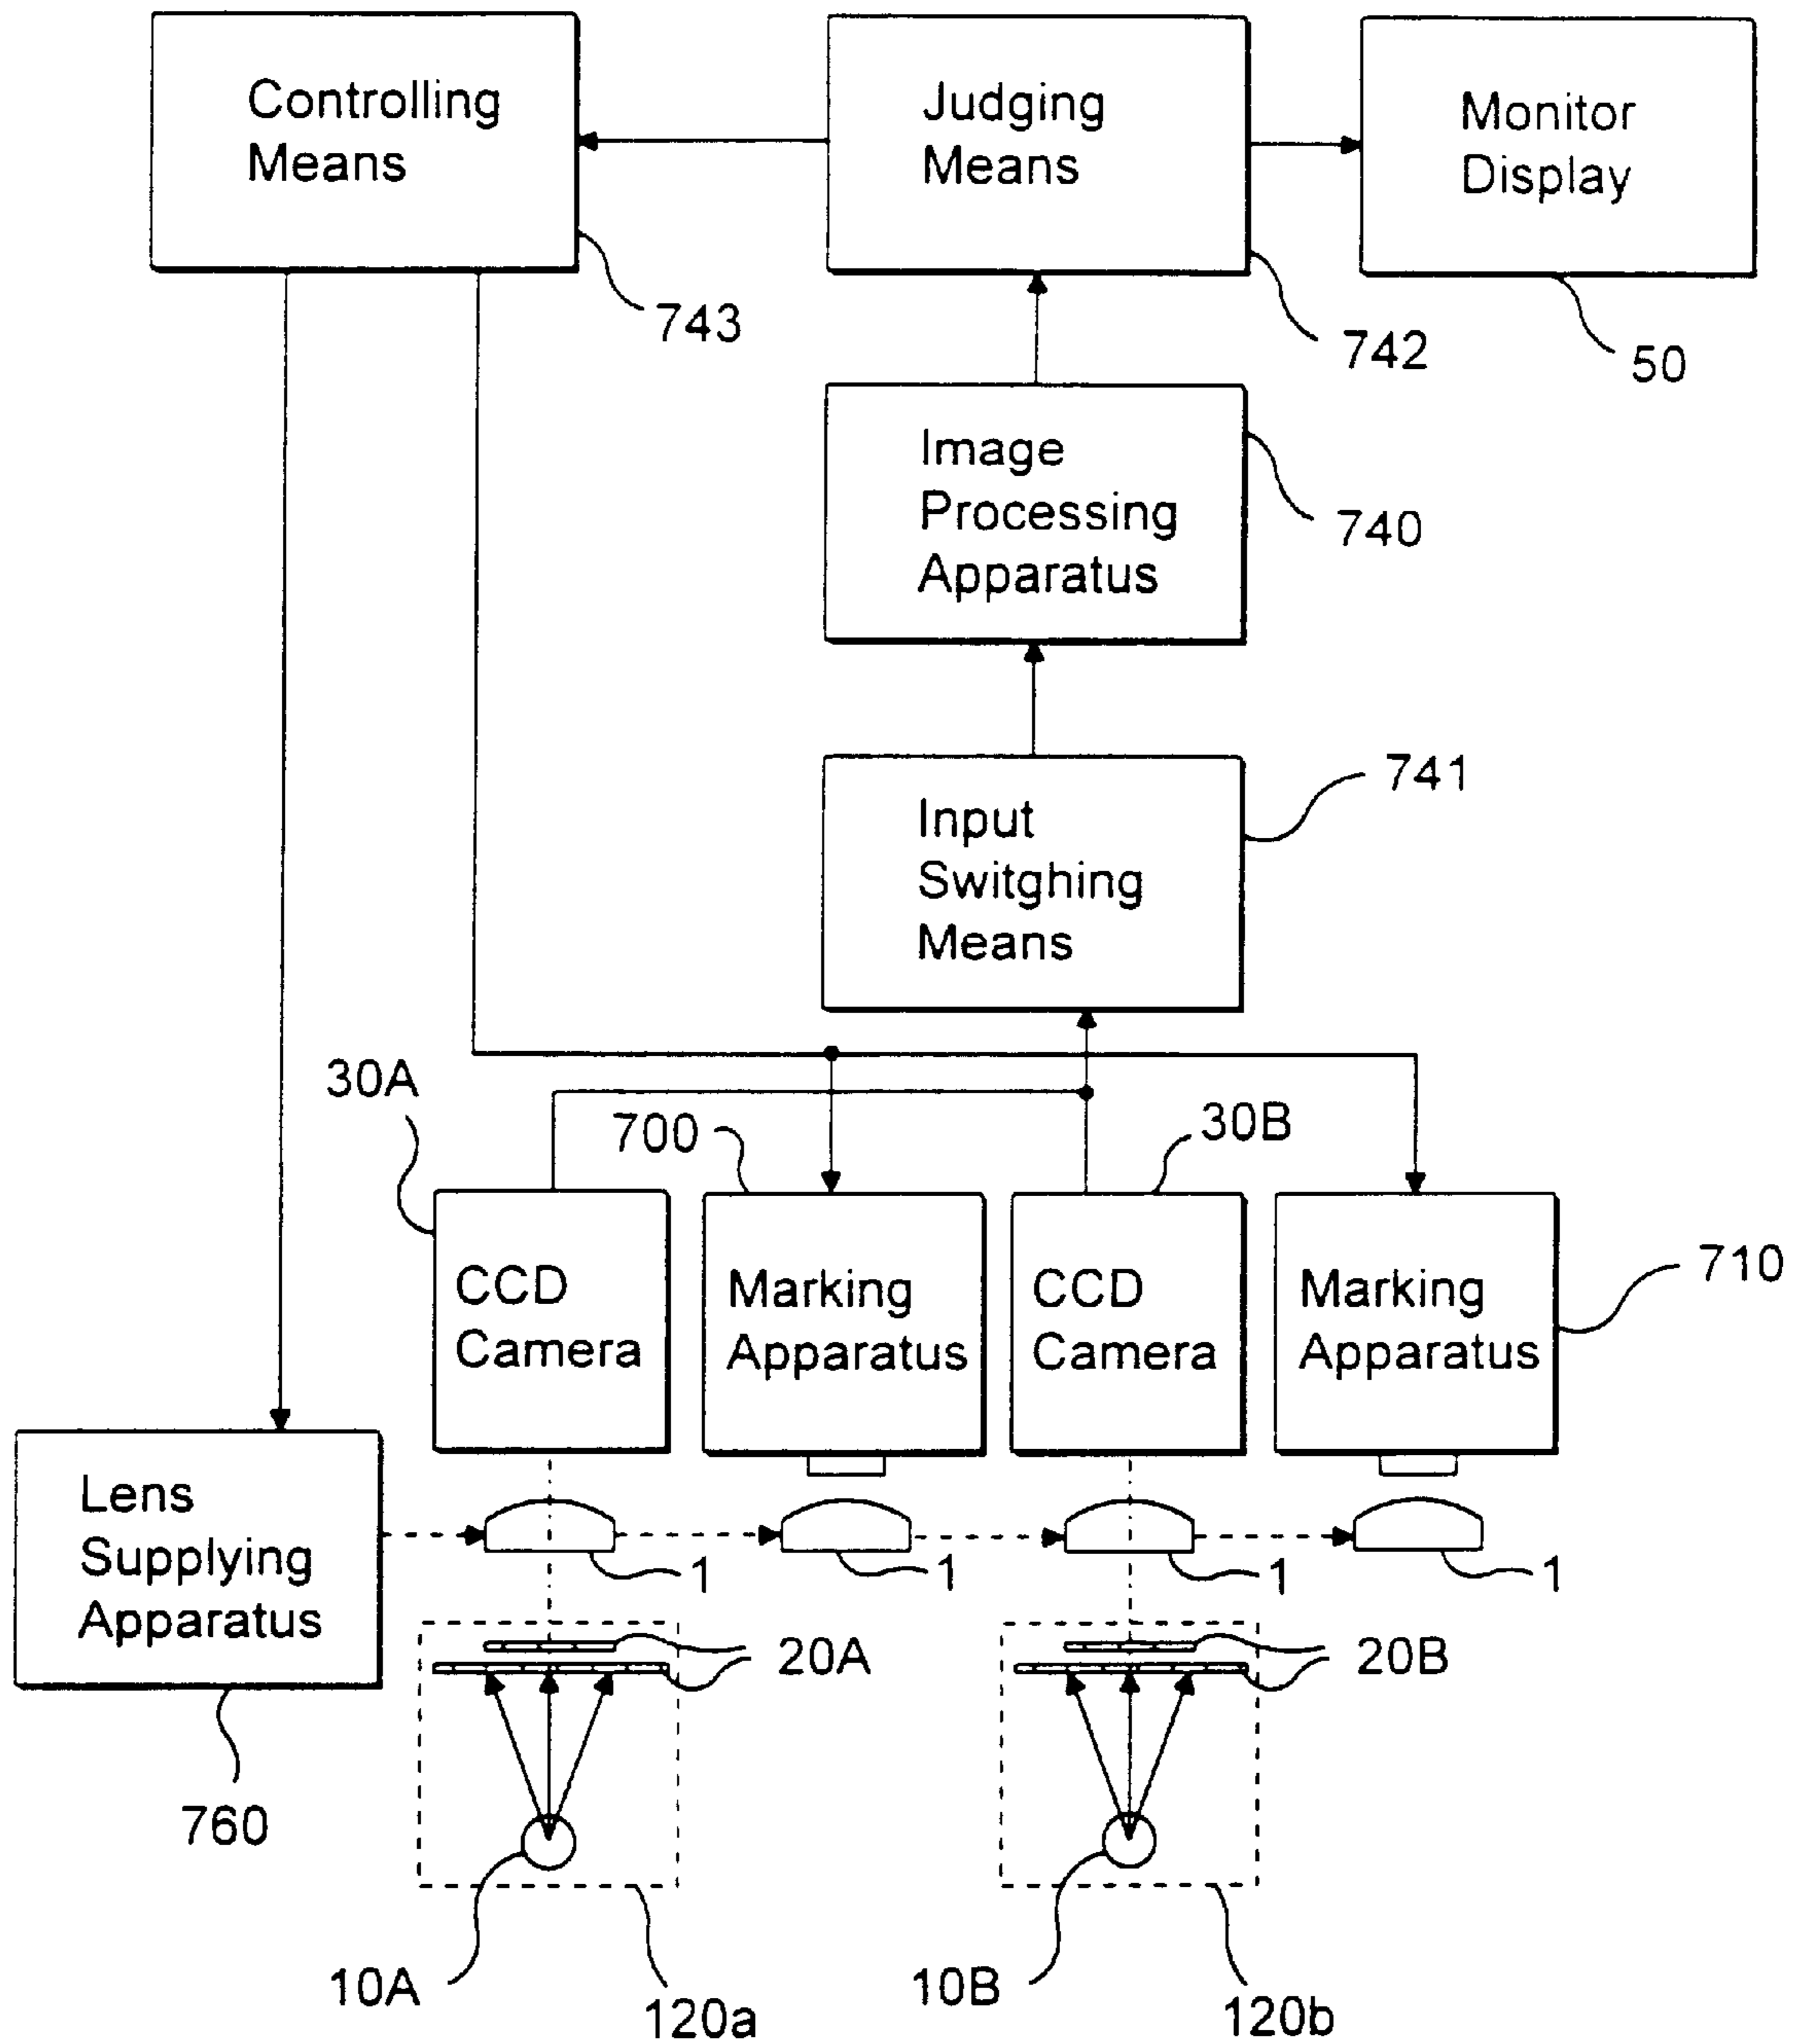 Controlling
Means
Judging
Means
Monitor
Display
743
742
50
Image
Processing
Apparatus
740
Input
Switghing
Means
741
30A
700
30B
CCD
Camera
Marking
Apparatus
CCD
Camera
Marking
Apparatus
710
Lens
Supplying
Apparatus
1
1
1
1
20A
20B
760
10A
120a
10B
120b